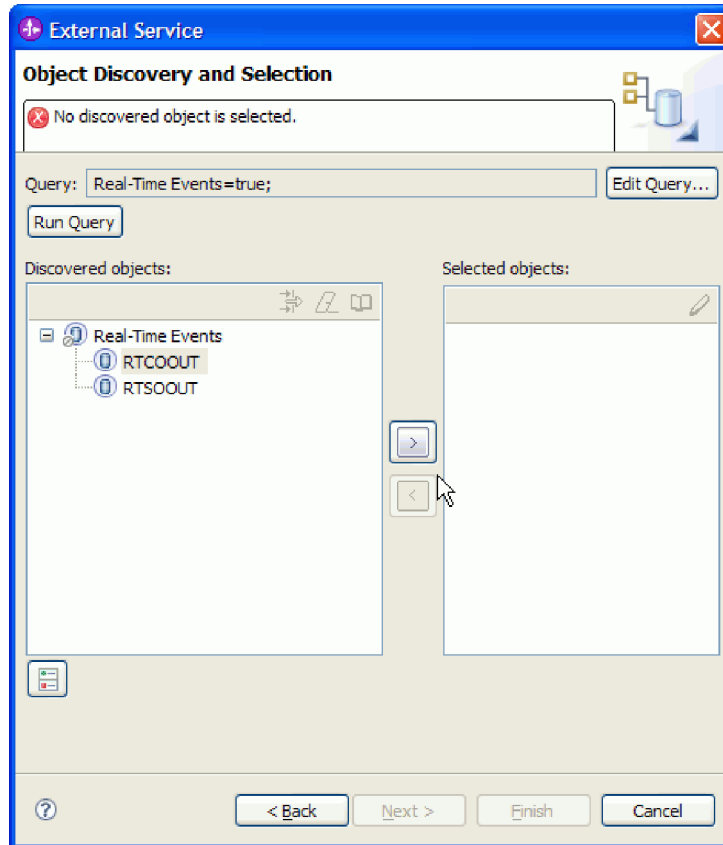 External Service
Object Discovery and Selection
No discovered object is selected.
Query: Real-Time Events=true; Edit Query...
Run Query
Discovered objects: Selected objects:
Real-Time Events
RTCOOUT
RTSOOUT
>
<
< Back Next > Finish Cancel